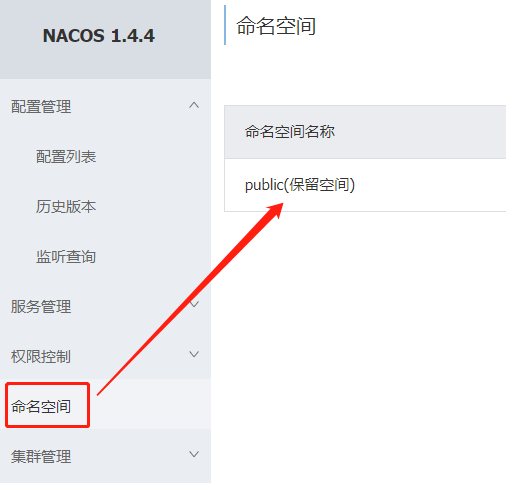 NACOS 1.4.4
配置管理
配置列表
历史版本
监听查询
服务管理
权限控制
命名空间
集群管理
命名空间
命名空间名称
public(保留空间)